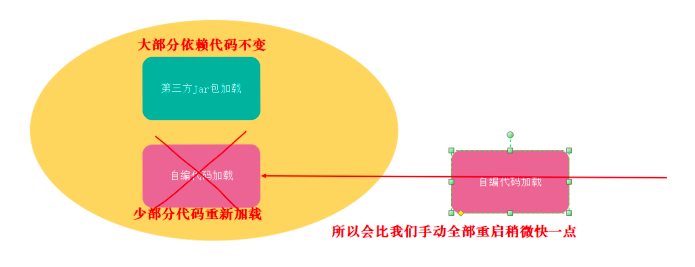 大部分依赖代码不变
第三方Jar包加载
自编代码加载
少部分代码重新加载
自编代码加载
所以会比我们手动全部重启稍微快一点